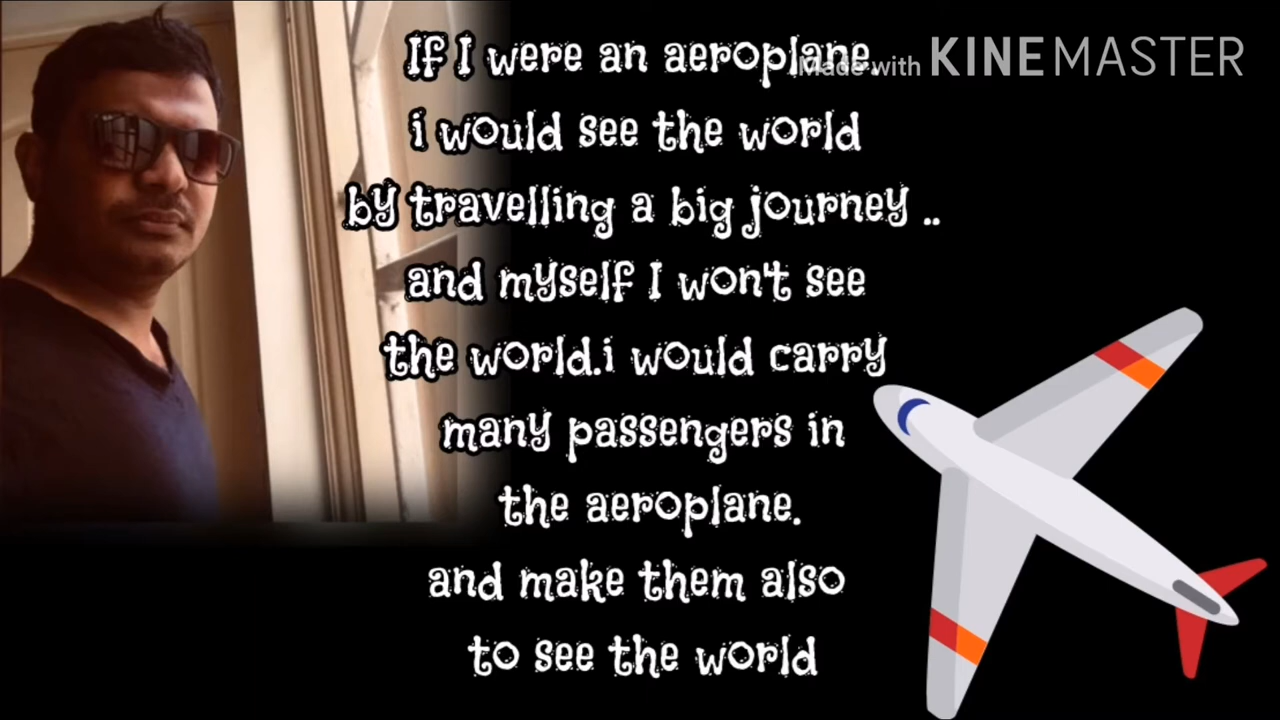 If I were an aeroplane.
Made with KINEMASTER
i would see the world
by travelling a big journey ..
and myself I won't see
the world.i would carry
many passengers in
the aeroplane.
and make them also
to see the world